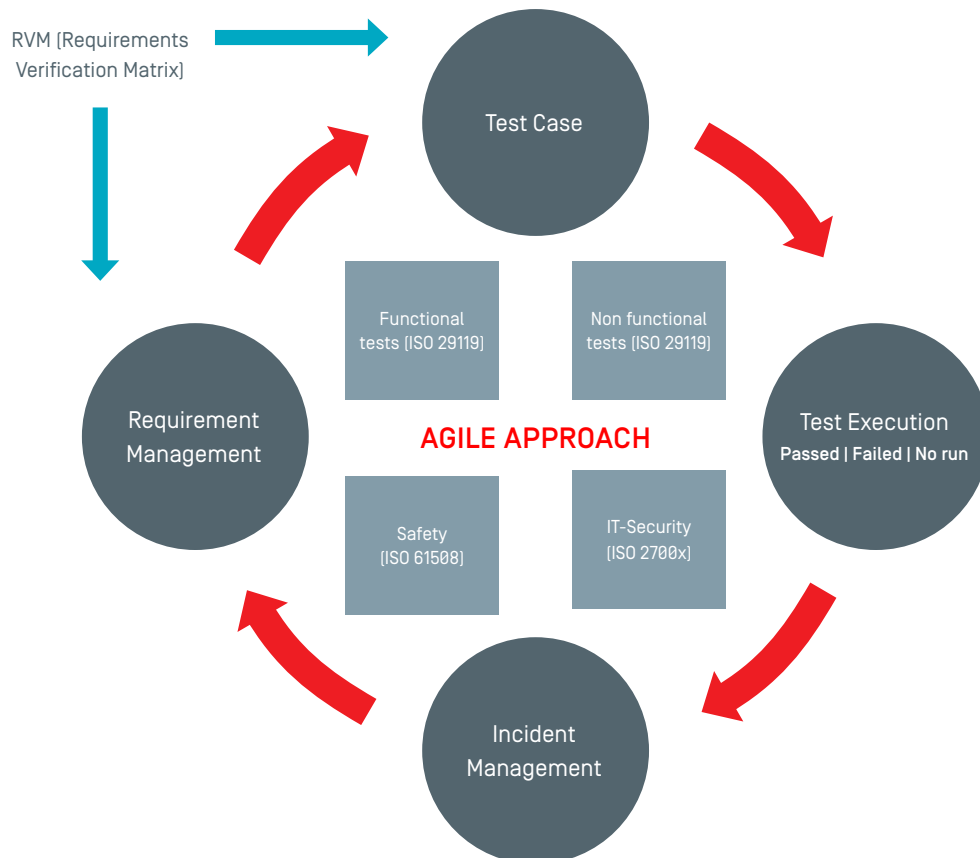 RVM (Requirements
Verification Matrix)
Test Case
Functional
tests (ISO 29119)
Non functional
tests (ISO 29119)
Requirement
Management
AGILE APPROACH
Test Execution
Passed | Failed | No run
Safety
(ISO 61508)
IT-Security
(ISO 2700x)
Incident
Management